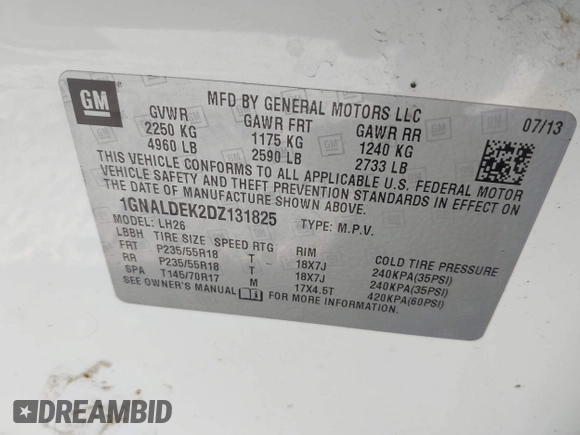 GM
MFD BY GENERAL MOTORS LLC
07/13
GVWR GAWR FRT GAWR RR
2250 KG 1175 KG 1240 KG
4960 LB 2590 LB 2733 LB
THIS VEHICLE CONFORMS TO ALL APPLICABLE U.S. FEDERAL MOTOR
VEHICLE SAFETY AND THEFT PREVENTION STANDARDS IN EFFECT ON
THE DATE OF MANUFACTURE SHOWN ABOVE.
1GNALDEK2DZ131825 TYPE: M.P.V.
MODEL: LH26
LBBH TIRE SIZE SPEED RTG RIM COLD TIRE PRESSURE
FRT P235/55R18 T 18X7J 240KPA(35PSI)
RR P235/55R18 T 18X7J 240KPA(35PSI)
SPA T145/70R17 M 17X4.5T 420KPA(60PSI)
SEE OWNER'S MANUAL FOR MORE INFORMATION.
DREAMBID